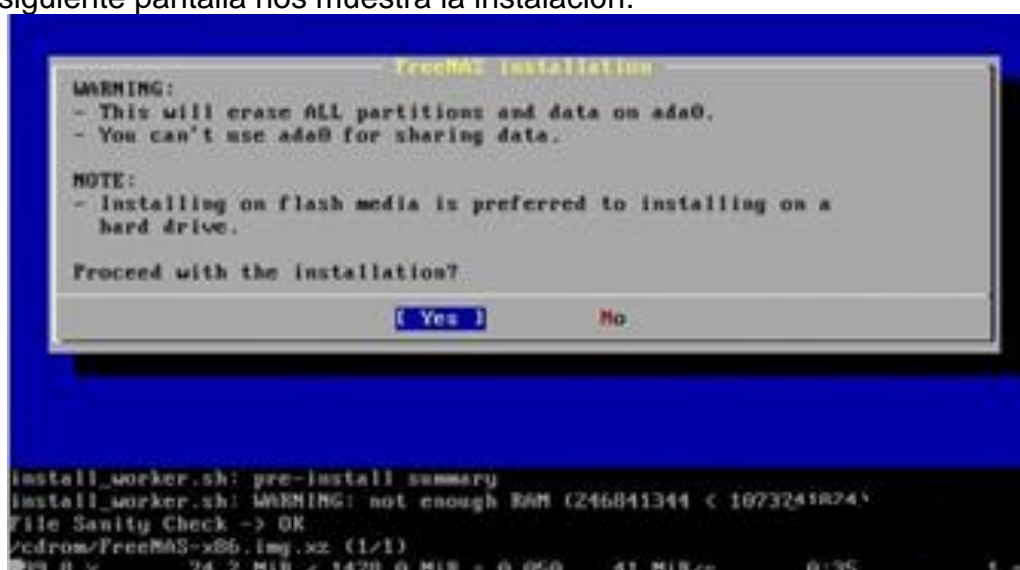 siguiente pantalla nos muestra la instalación.
FreeNAS installation
WARNING:
- This will erase ALL partitions and data on ada0.
- You can't use ada0 for sharing data.
NOTE:
- Installing on flash media is preferred to installing on a
hard drive.
Proceed with the installation?
[ Yes ] No
install_worker.sh: pre-install summary
install_worker.sh: WARNING: not enough RAM (246841344 < 1073241824)
File Sanity Check -> OK
/cdrom/FreeNAS-x86.img.xz (1/1)